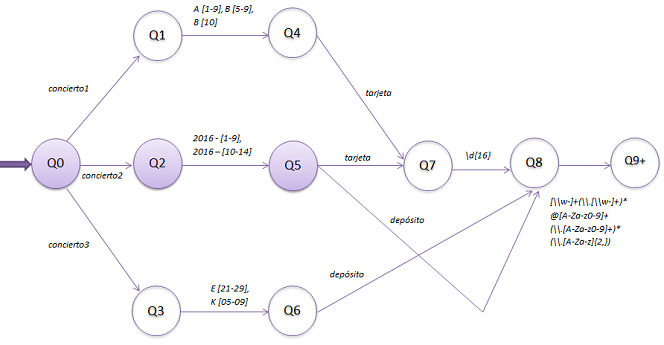 A [1-9], B [5-9],
B [10]
Q1
Q4
concierto1
tarjeta
2016 - [1-9],
2016 – [10-14]
Q0
Q2
Q5
tarjeta
Q7
\d{16}
Q8
Q9+
concierto2
[\\w-]+(\\.[\\w-]+)*
@[A-Za-z0-9]+
(\\.[A-Za-z0-9]+)*
(\\.[A-Za-z]{2,})
depósito
concierto3
depósito
E [21-29],
K [05-09]
Q3
Q6